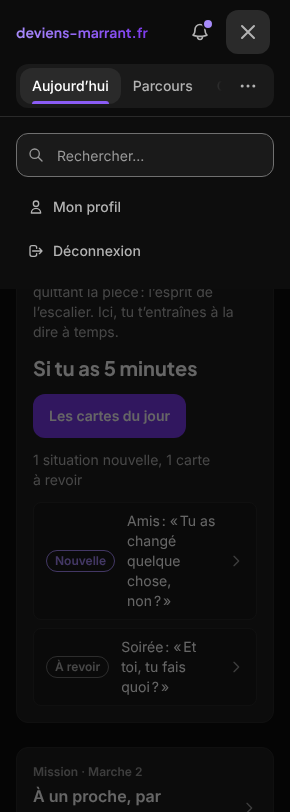 deviens-marrant.fr
Aujourd'hui Parcours
Rechercher…
Mon profil
Déconnexion
quittant la pièce : l'esprit de
l'escalier. Ici, tu t'entraînes à la
dire à temps.
Si tu as 5 minutes
Les cartes du jour
1 situation nouvelle, 1 carte
à revoir
Nouvelle
Amis : « Tu as
changé
quelque
chose,
non ? »
À revoir
Soirée : « Et
toi, tu fais
quoi ? »
Mission · Marche 2
À un proche, par